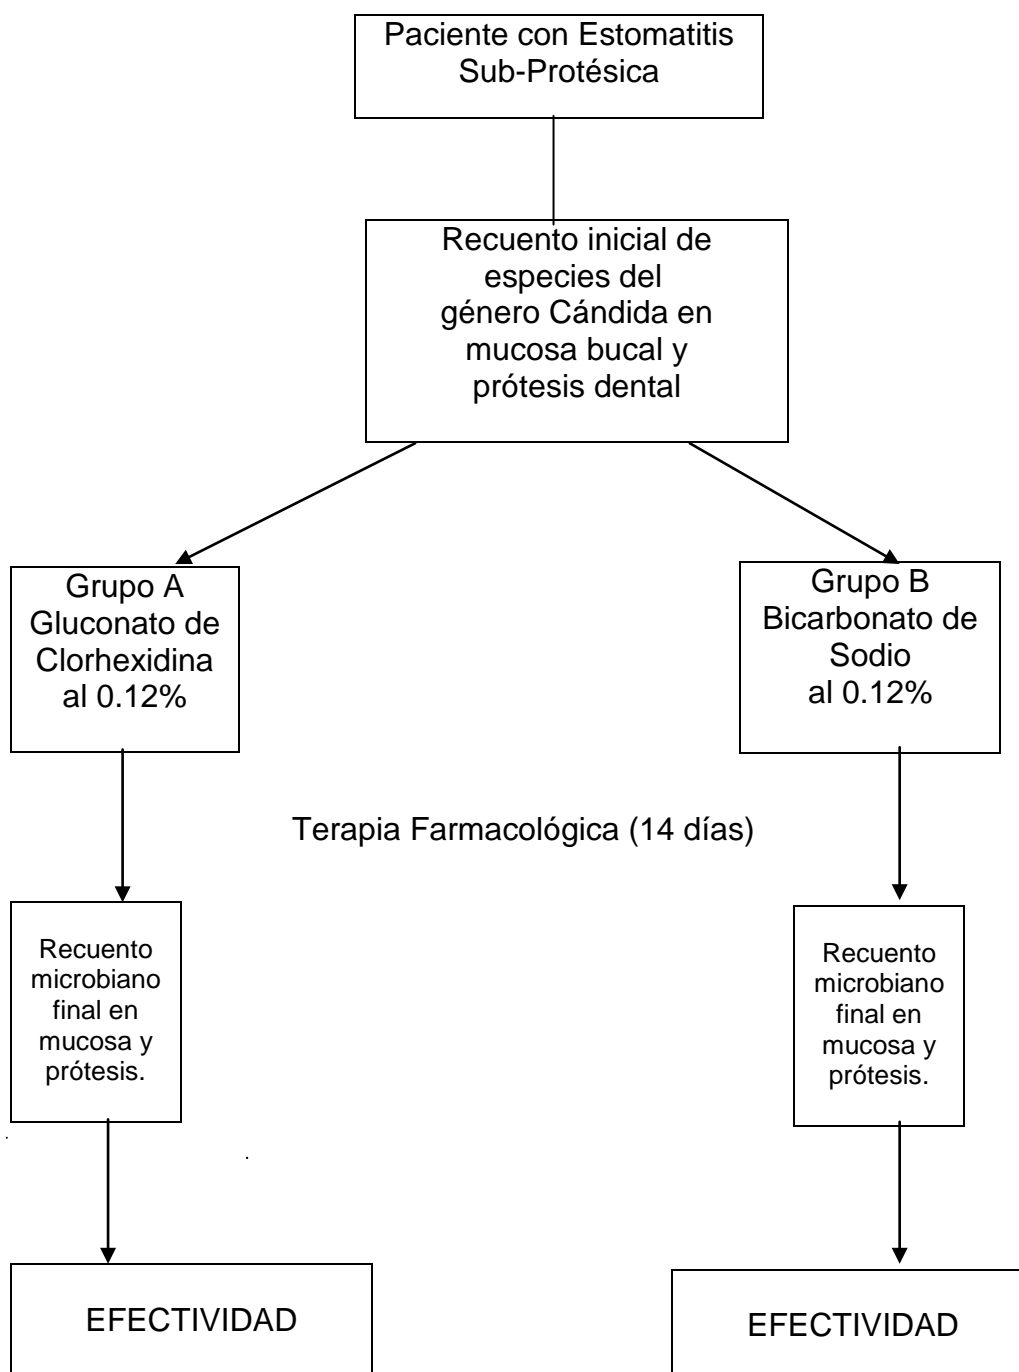 Paciente con Estomatitis
Sub-Protésica
Recuento inicial de
especies del
género Cándida en
mucosa bucal y
prótesis dental
Grupo A
Gluconato de
Clorhexidina
al 0.12%
Grupo B
Bicarbonato de
Sodio
al 0.12%
Terapia Farmacológica (14 días)
Recuento
microbiano
final en
mucosa y
prótesis.
Recuento
microbiano
final en
mucosa y
prótesis.
EFECTIVIDAD
EFECTIVIDAD